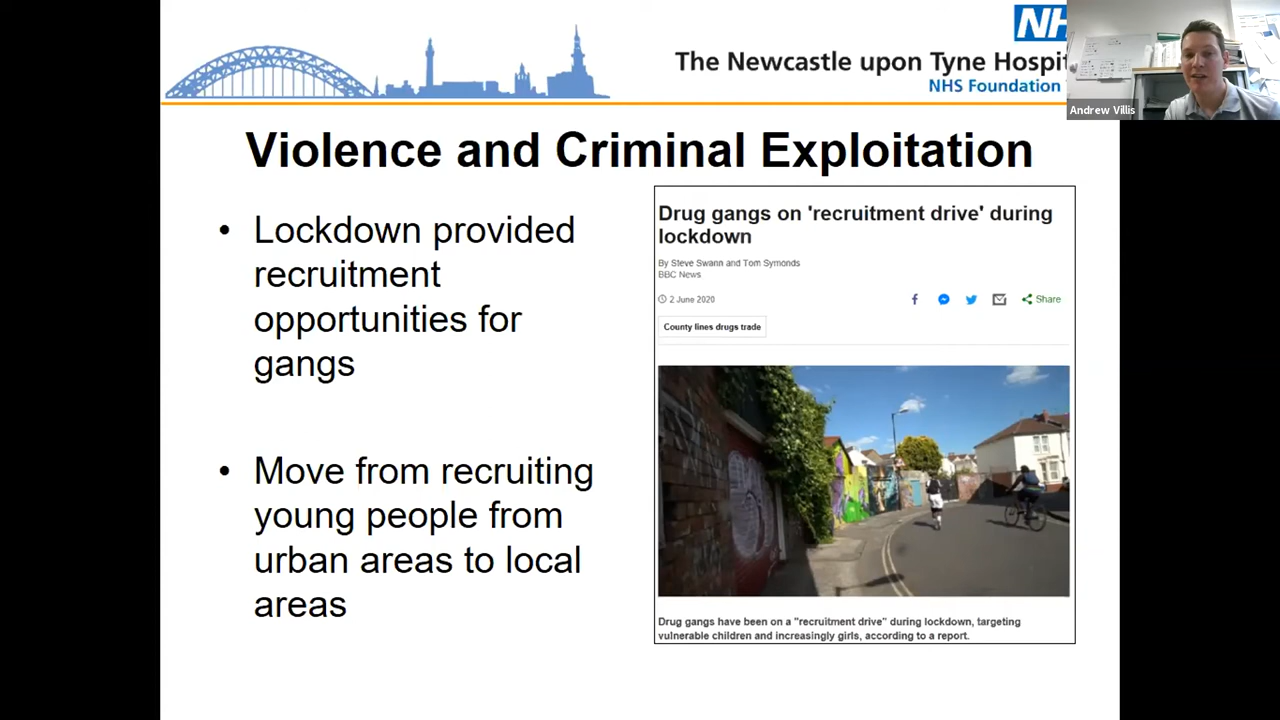 NH
The Newcastle upon Tyne Hospit
NHS Foundation
Andrew Villis
Violence and Criminal Exploitation
• Lockdown provided
recruitment
opportunities for
gangs
• Move from recruiting
young people from
urban areas to local
areas
Drug gangs on 'recruitment drive' during
lockdown
By Steve Swann and Tom Symonds
BBC News
2 June 2020
Share
County lines drugs trade
Drug gangs have been on a "recruitment drive" during lockdown, targeting
vulnerable children and increasingly girls, according to a report.